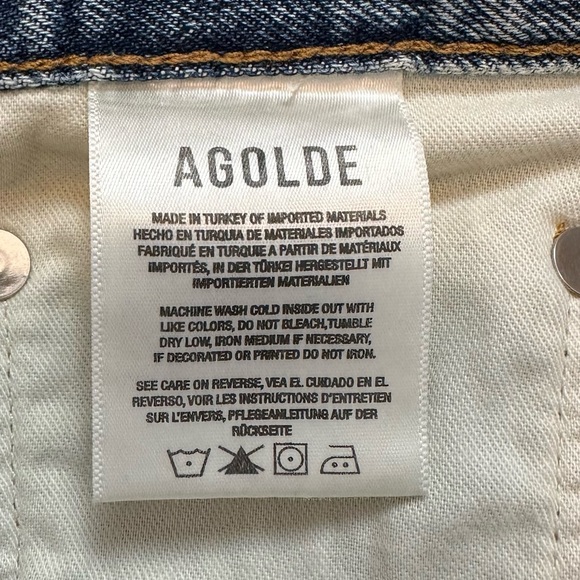 AGOLDE
MADE IN TURKEY OF IMPORTED MATERIALS
HECHO EN TURQUIA DE MATERIALES IMPORTADOS
FABRIQUÉ EN TURQUIE A PARTIR DE MATÉRIAUX
IMPORTÉS, IN DER TÜRKEI HERGESTELLT MIT
IMPORTIERTEN MATERIALIEN
MACHINE WASH COLD INSIDE OUT WITH
LIKE COLORS, DO NOT BLEACH,TUMBLE
DRY LOW, IRON MEDIUM IF NECESSARY,
IF DECORATED OR PRINTED DO NOT IRON.
SEE CARE ON REVERSE, VEA EL CUIDADO EN EL
REVERSO, VOIR LES INSTRUCTIONS D'ENTRETIEN
SUR L'ENVERS, PFLEGEANLEITUNG AUF DER
RÜCKSEITE